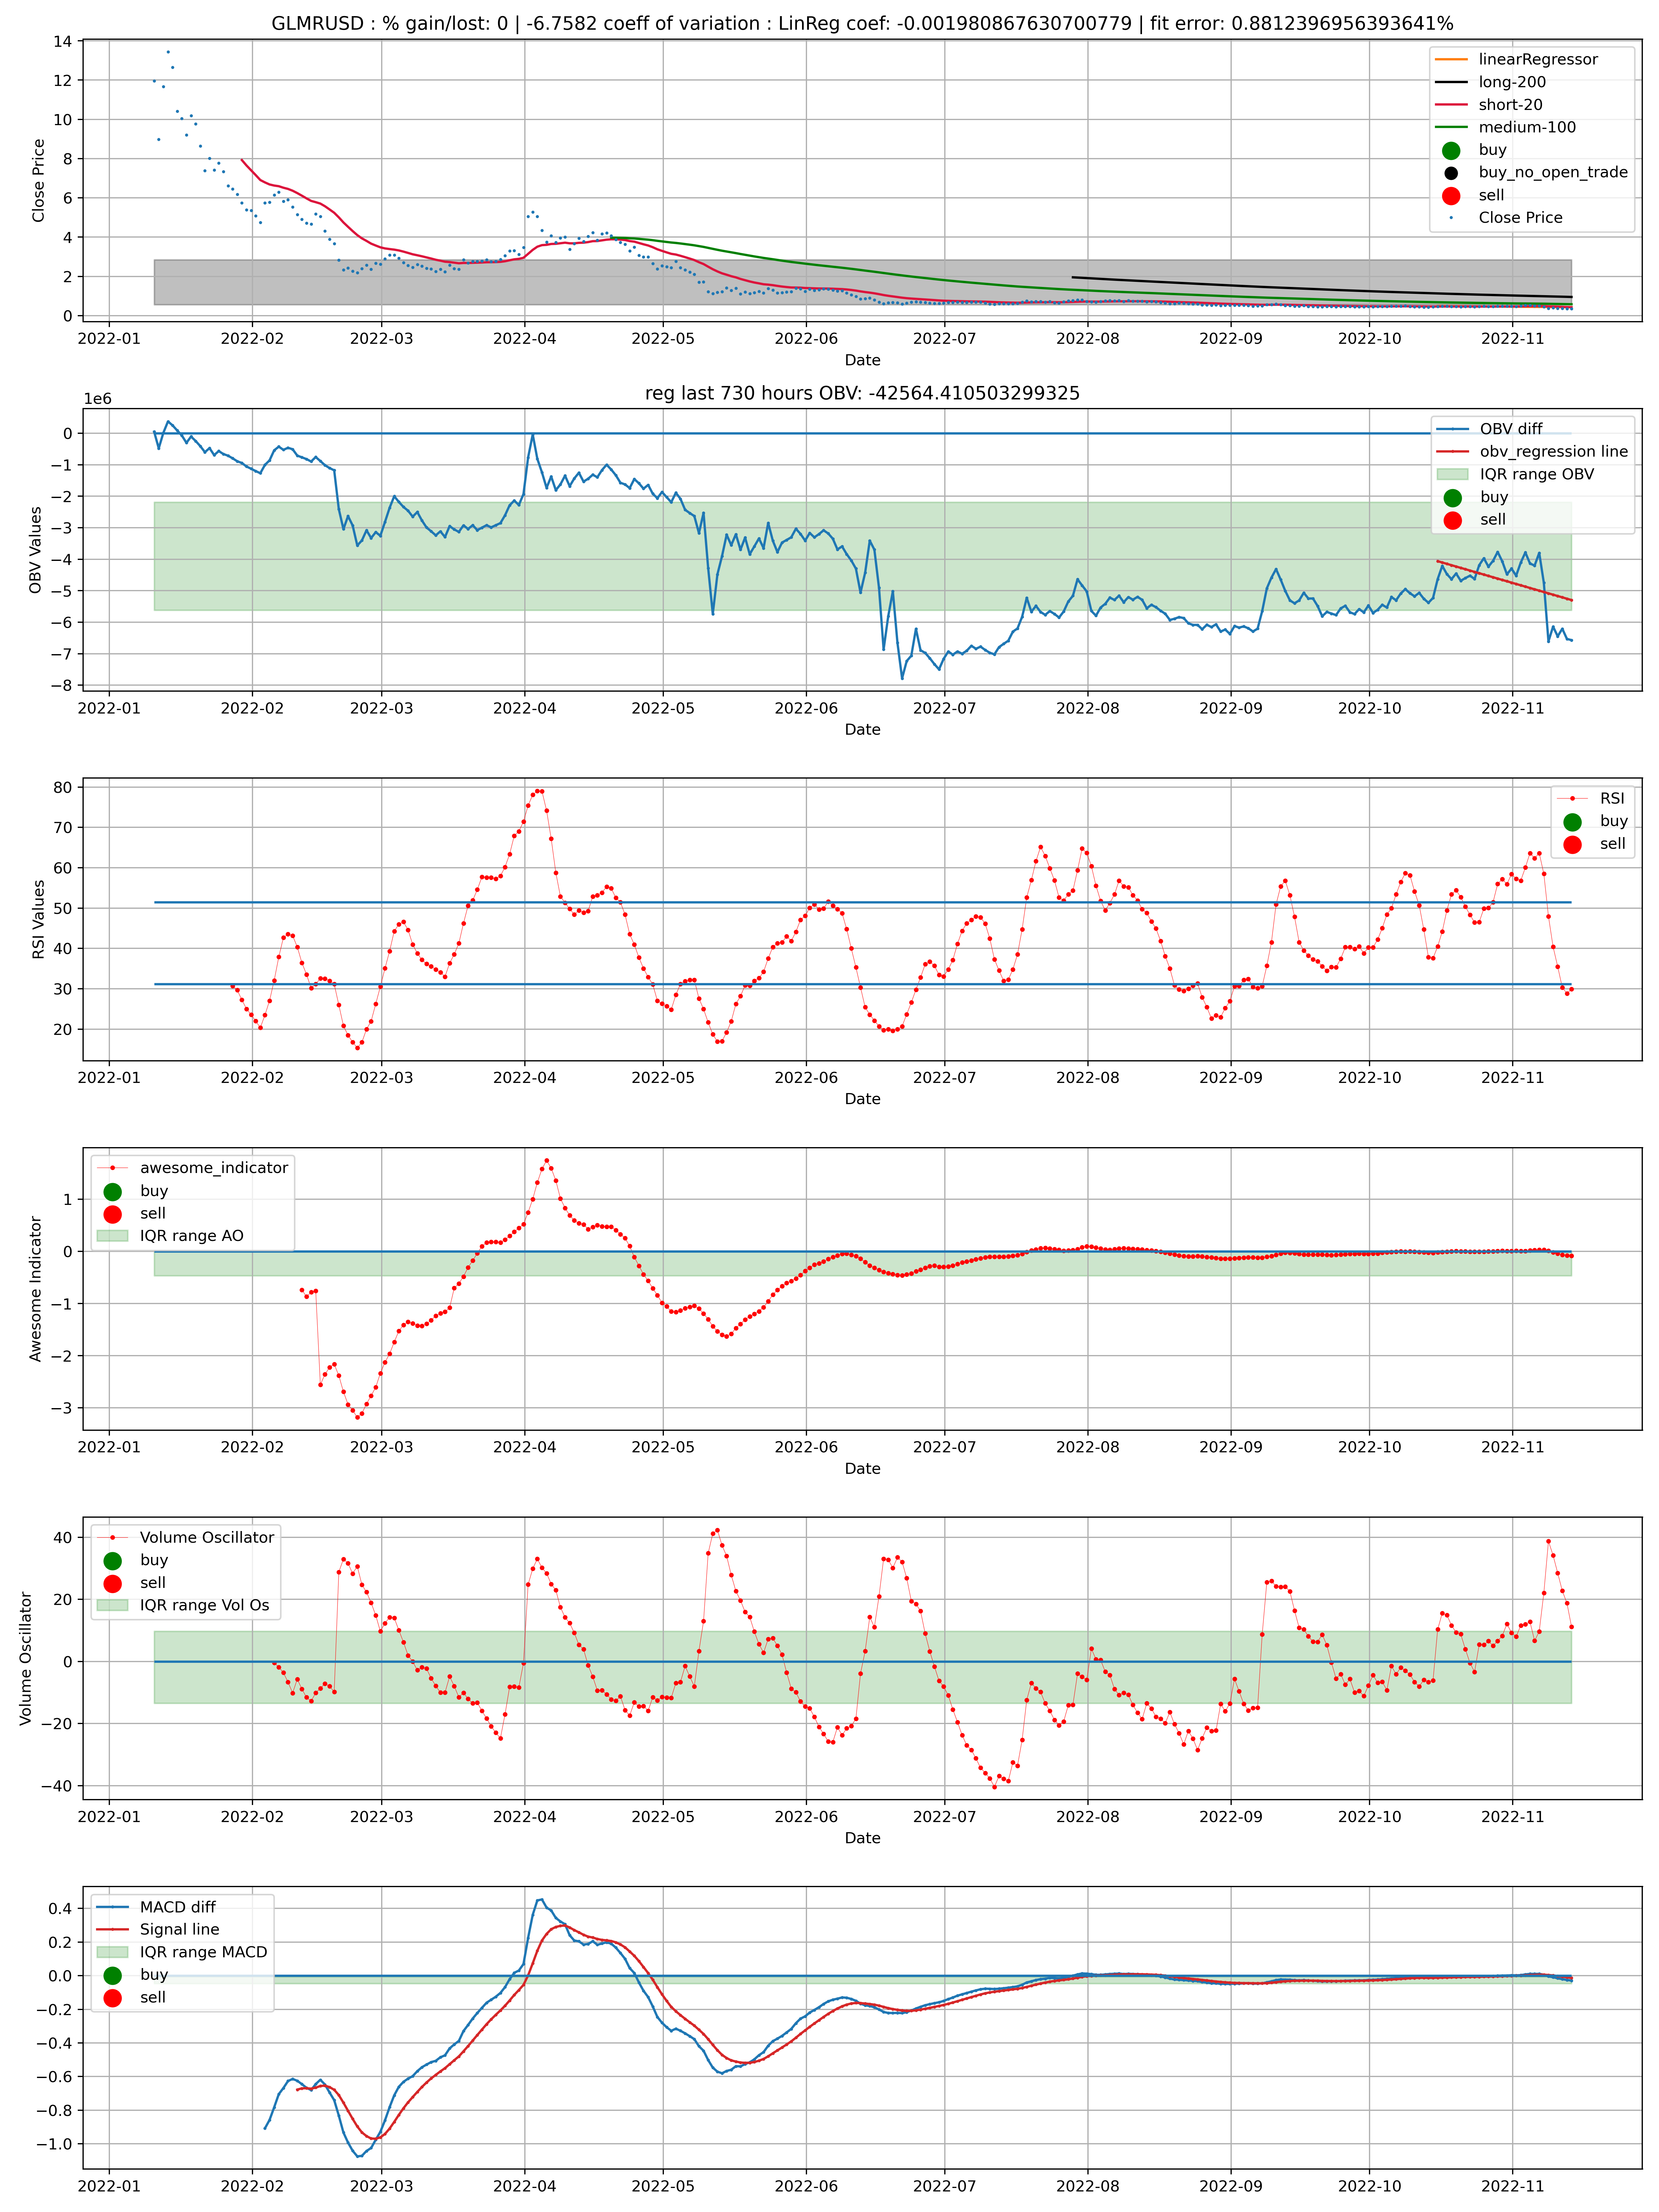 GLMRUSD : % gain/lost: 0 | -6.7582 coeff of variation : LinReg coef: -0.001980867630700779 | fit error: 0.8812396956393641%
14
12
10
8
6
4
2
0
Close Price
linearRegressor
long-200
short-20
medium-100
buy
buy_no_open_trade
sell
Close Price
2022-01 2022-02 2022-03 2022-04 2022-05 2022-06 2022-07 2022-08 2022-09 2022-10 2022-11
Date
reg last 730 hours OBV: -42564.410503299325
1e6
0
−1
−2
−3
−4
−5
−6
−7
−8
OBV Values
OBV diff
obv_regression line
IQR range OBV
buy
sell
2022-01 2022-02 2022-03 2022-04 2022-05 2022-06 2022-07 2022-08 2022-09 2022-10 2022-11
Date
80
70
60
50
40
30
20
RSI Values
RSI
buy
sell
2022-01 2022-02 2022-03 2022-04 2022-05 2022-06 2022-07 2022-08 2022-09 2022-10 2022-11
Date
1
0
−1
−2
−3
Awesome Indicator
awesome_indicator
buy
sell
IQR range AO
2022-01 2022-02 2022-03 2022-04 2022-05 2022-06 2022-07 2022-08 2022-09 2022-10 2022-11
Date
40
20
0
−20
−40
Volume Oscillator
Volume Oscillator
buy
sell
IQR range Vol Os
2022-01 2022-02 2022-03 2022-04 2022-05 2022-06 2022-07 2022-08 2022-09 2022-10 2022-11
Date
0.4
0.2
0.0
−0.2
−0.4
−0.6
−0.8
−1.0
MACD diff
Signal line
IQR range MACD
buy
sell
2022-01 2022-02 2022-03 2022-04 2022-05 2022-06 2022-07 2022-08 2022-09 2022-10 2022-11